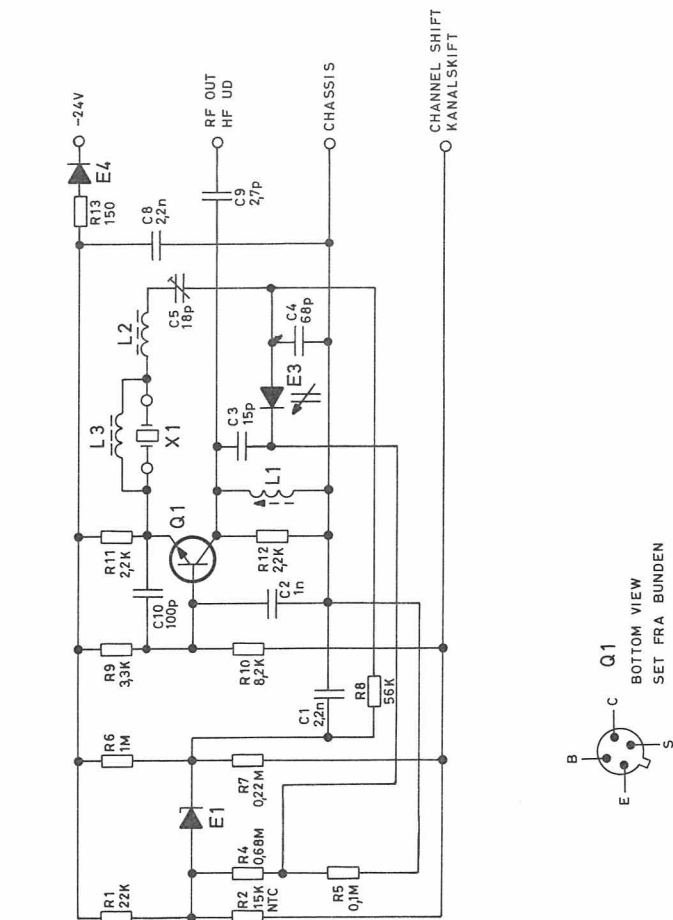 -24V
E4
R13
150
C8
2,2n
RF OUT
HF UD
C9
2,7p
CHASSIS
CHANNEL SHIFT
KANALSKIFT
L2
C5
18p
L3
X1
C4
68p
E3
C3
15p
L1
Q1
R11
2,2K
C10
100p
R12
2,2K
C2
1n
R9
3,3K
R10
8,2K
C1
2,2n
R8
56K
R6
1M
R7
0,22M
E1
R4
0,68M
R1
22K
R2
15K
NTC
R5
0,1M
Q1
BOTTOM VIEW
SET FRA BUNDEN
B
C
E
S